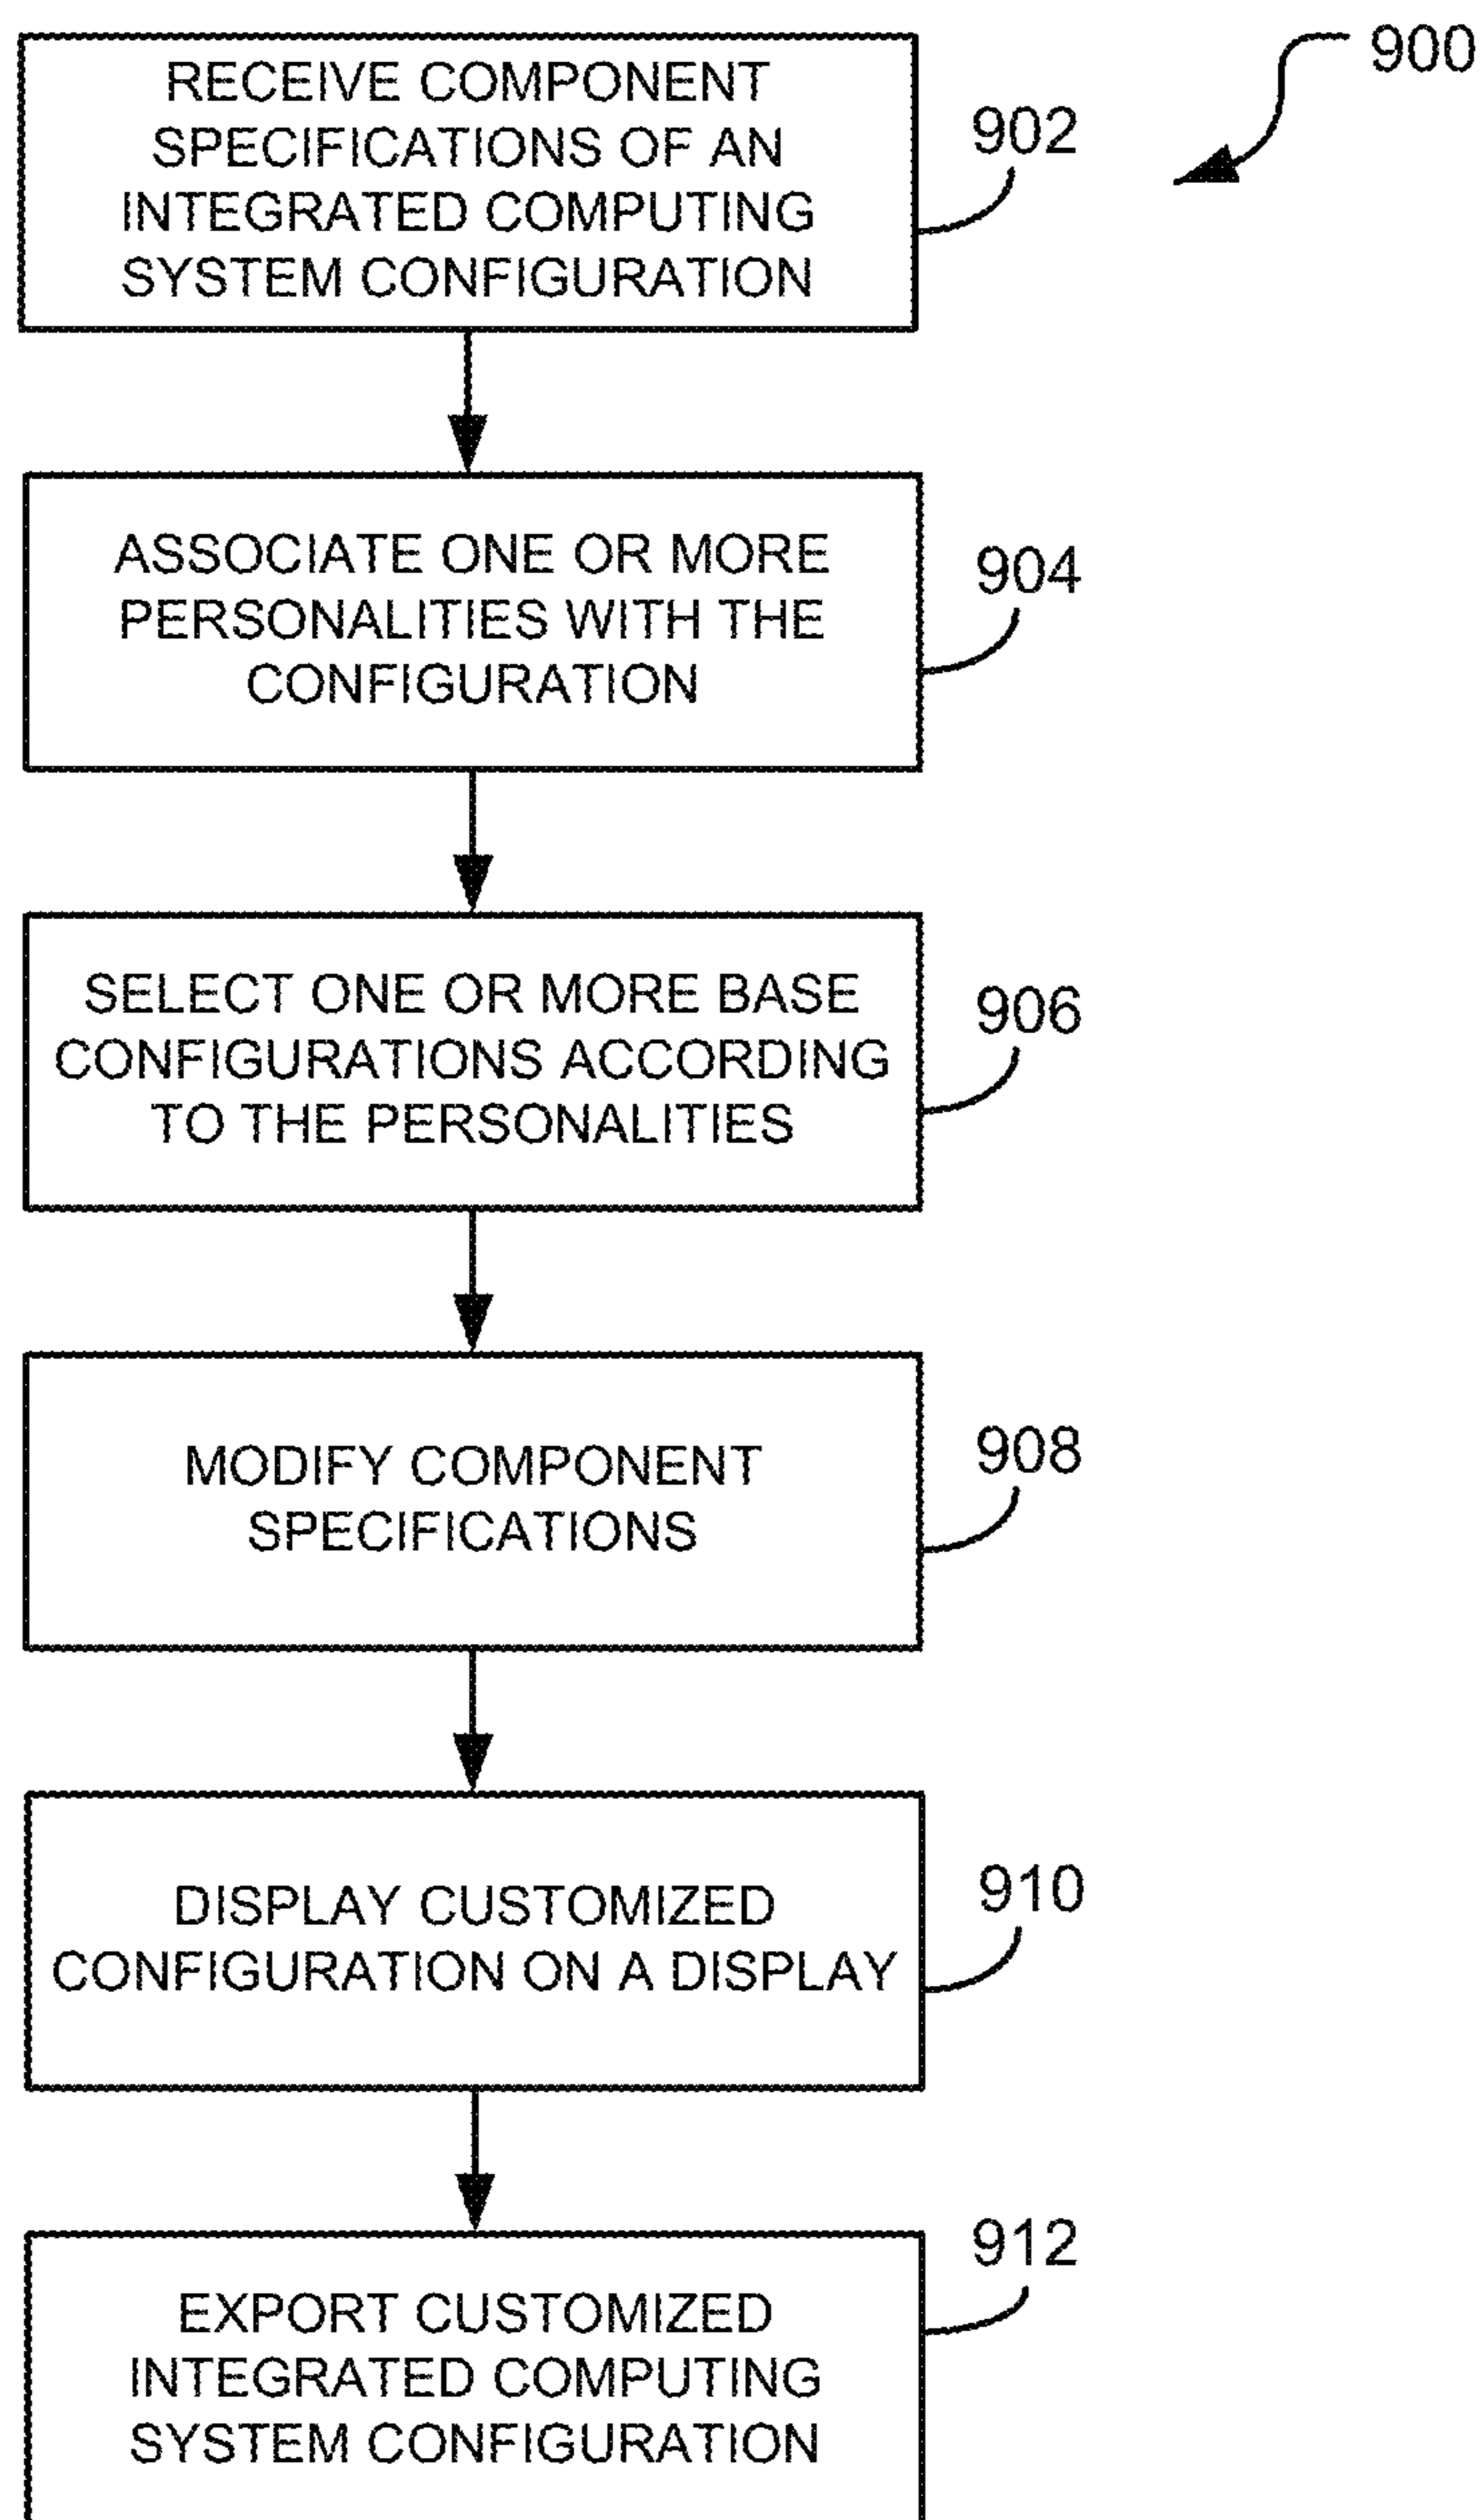 900
RECEIVE COMPONENT
SPECIFICATIONS OF AN
INTEGRATED COMPUTING
SYSTEM CONFIGURATION
902
ASSOCIATE ONE OR MORE
PERSONALITIES WITH THE
CONFIGURATION
904
SELECT ONE OR MORE BASE
CONFIGURATIONS ACCORDING
TO THE PERSONALITIES
906
MODIFY COMPONENT
SPECIFICATIONS
908
DISPLAY CUSTOMIZED
CONFIGURATION ON A DISPLAY
910
EXPORT CUSTOMIZED
INTEGRATED COMPUTING
SYSTEM CONFIGURATION
912